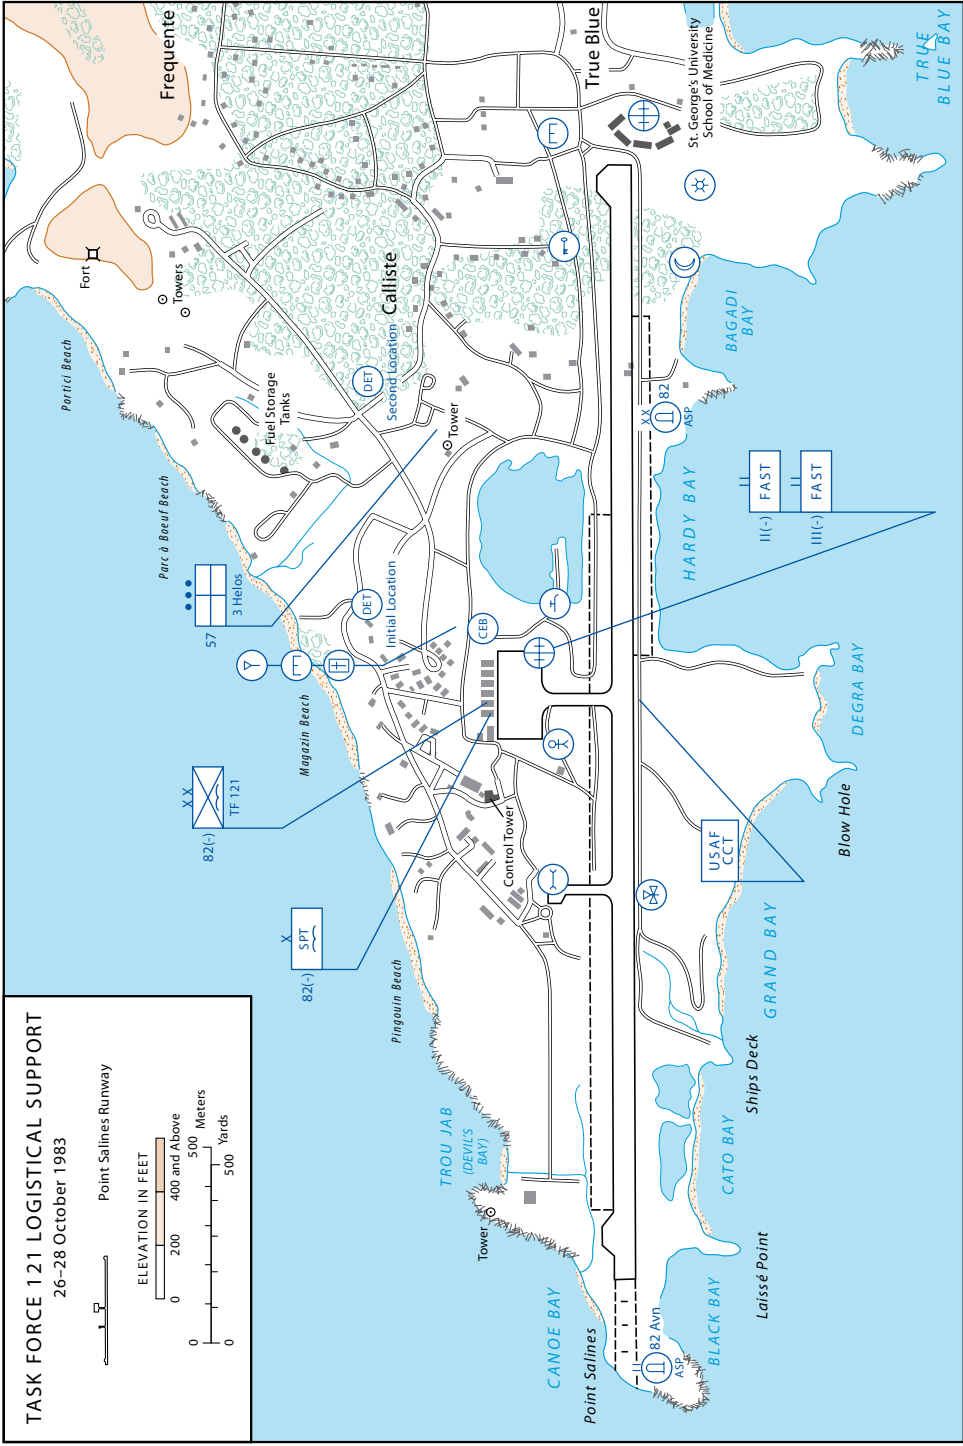 TASK FORCE 121 LOGISTICAL SUPPORT
26–28 October 1983
Point Salines Runway
ELEVATION IN FEET
0
200
400 and Above
0
500
Meters
0
500
Yards
Frequente
True Blue
St. George's University
School of Medicine
TRUE
BLUE BAY
Fort
Towers
Calliste
Portici Beach
Fuel Storage
Tanks
DET
Second Location
Tower
BAGADI
BAY
XX
82
ASP
HARDY BAY
FAST
II(-)
FAST
III(-)
Parc à Boeuf Beach
57
3 Helos
DET
Initial Location
CEB
Magazin Beach
DEGRA BAY
Blow Hole
XX
82(-)
TF 121
Control Tower
USAF
CCT
X
SPT
82(-)
Pingouin Beach
GRAND BAY
Ships Deck
TROU JAB
(DEVIL'S
BAY)
Tower
CATO BAY
Laissé Point
CANOE BAY
Point Salines
82 Avn
ASP
BLACK BAY